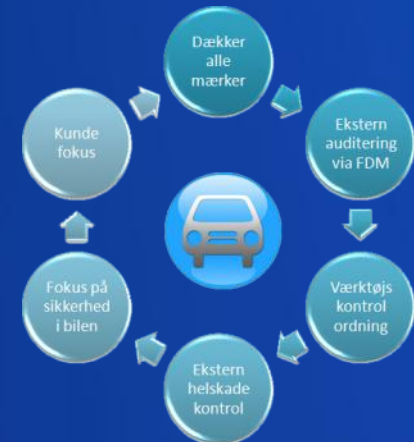 Dækker
alle
mærker
Ekstern
auditering
via FDM
Værktøjs
kontrol
ordning
Ekstern
helskade
kontrol
Fokus på
sikkerhed
i bilen
Kunde
fokus